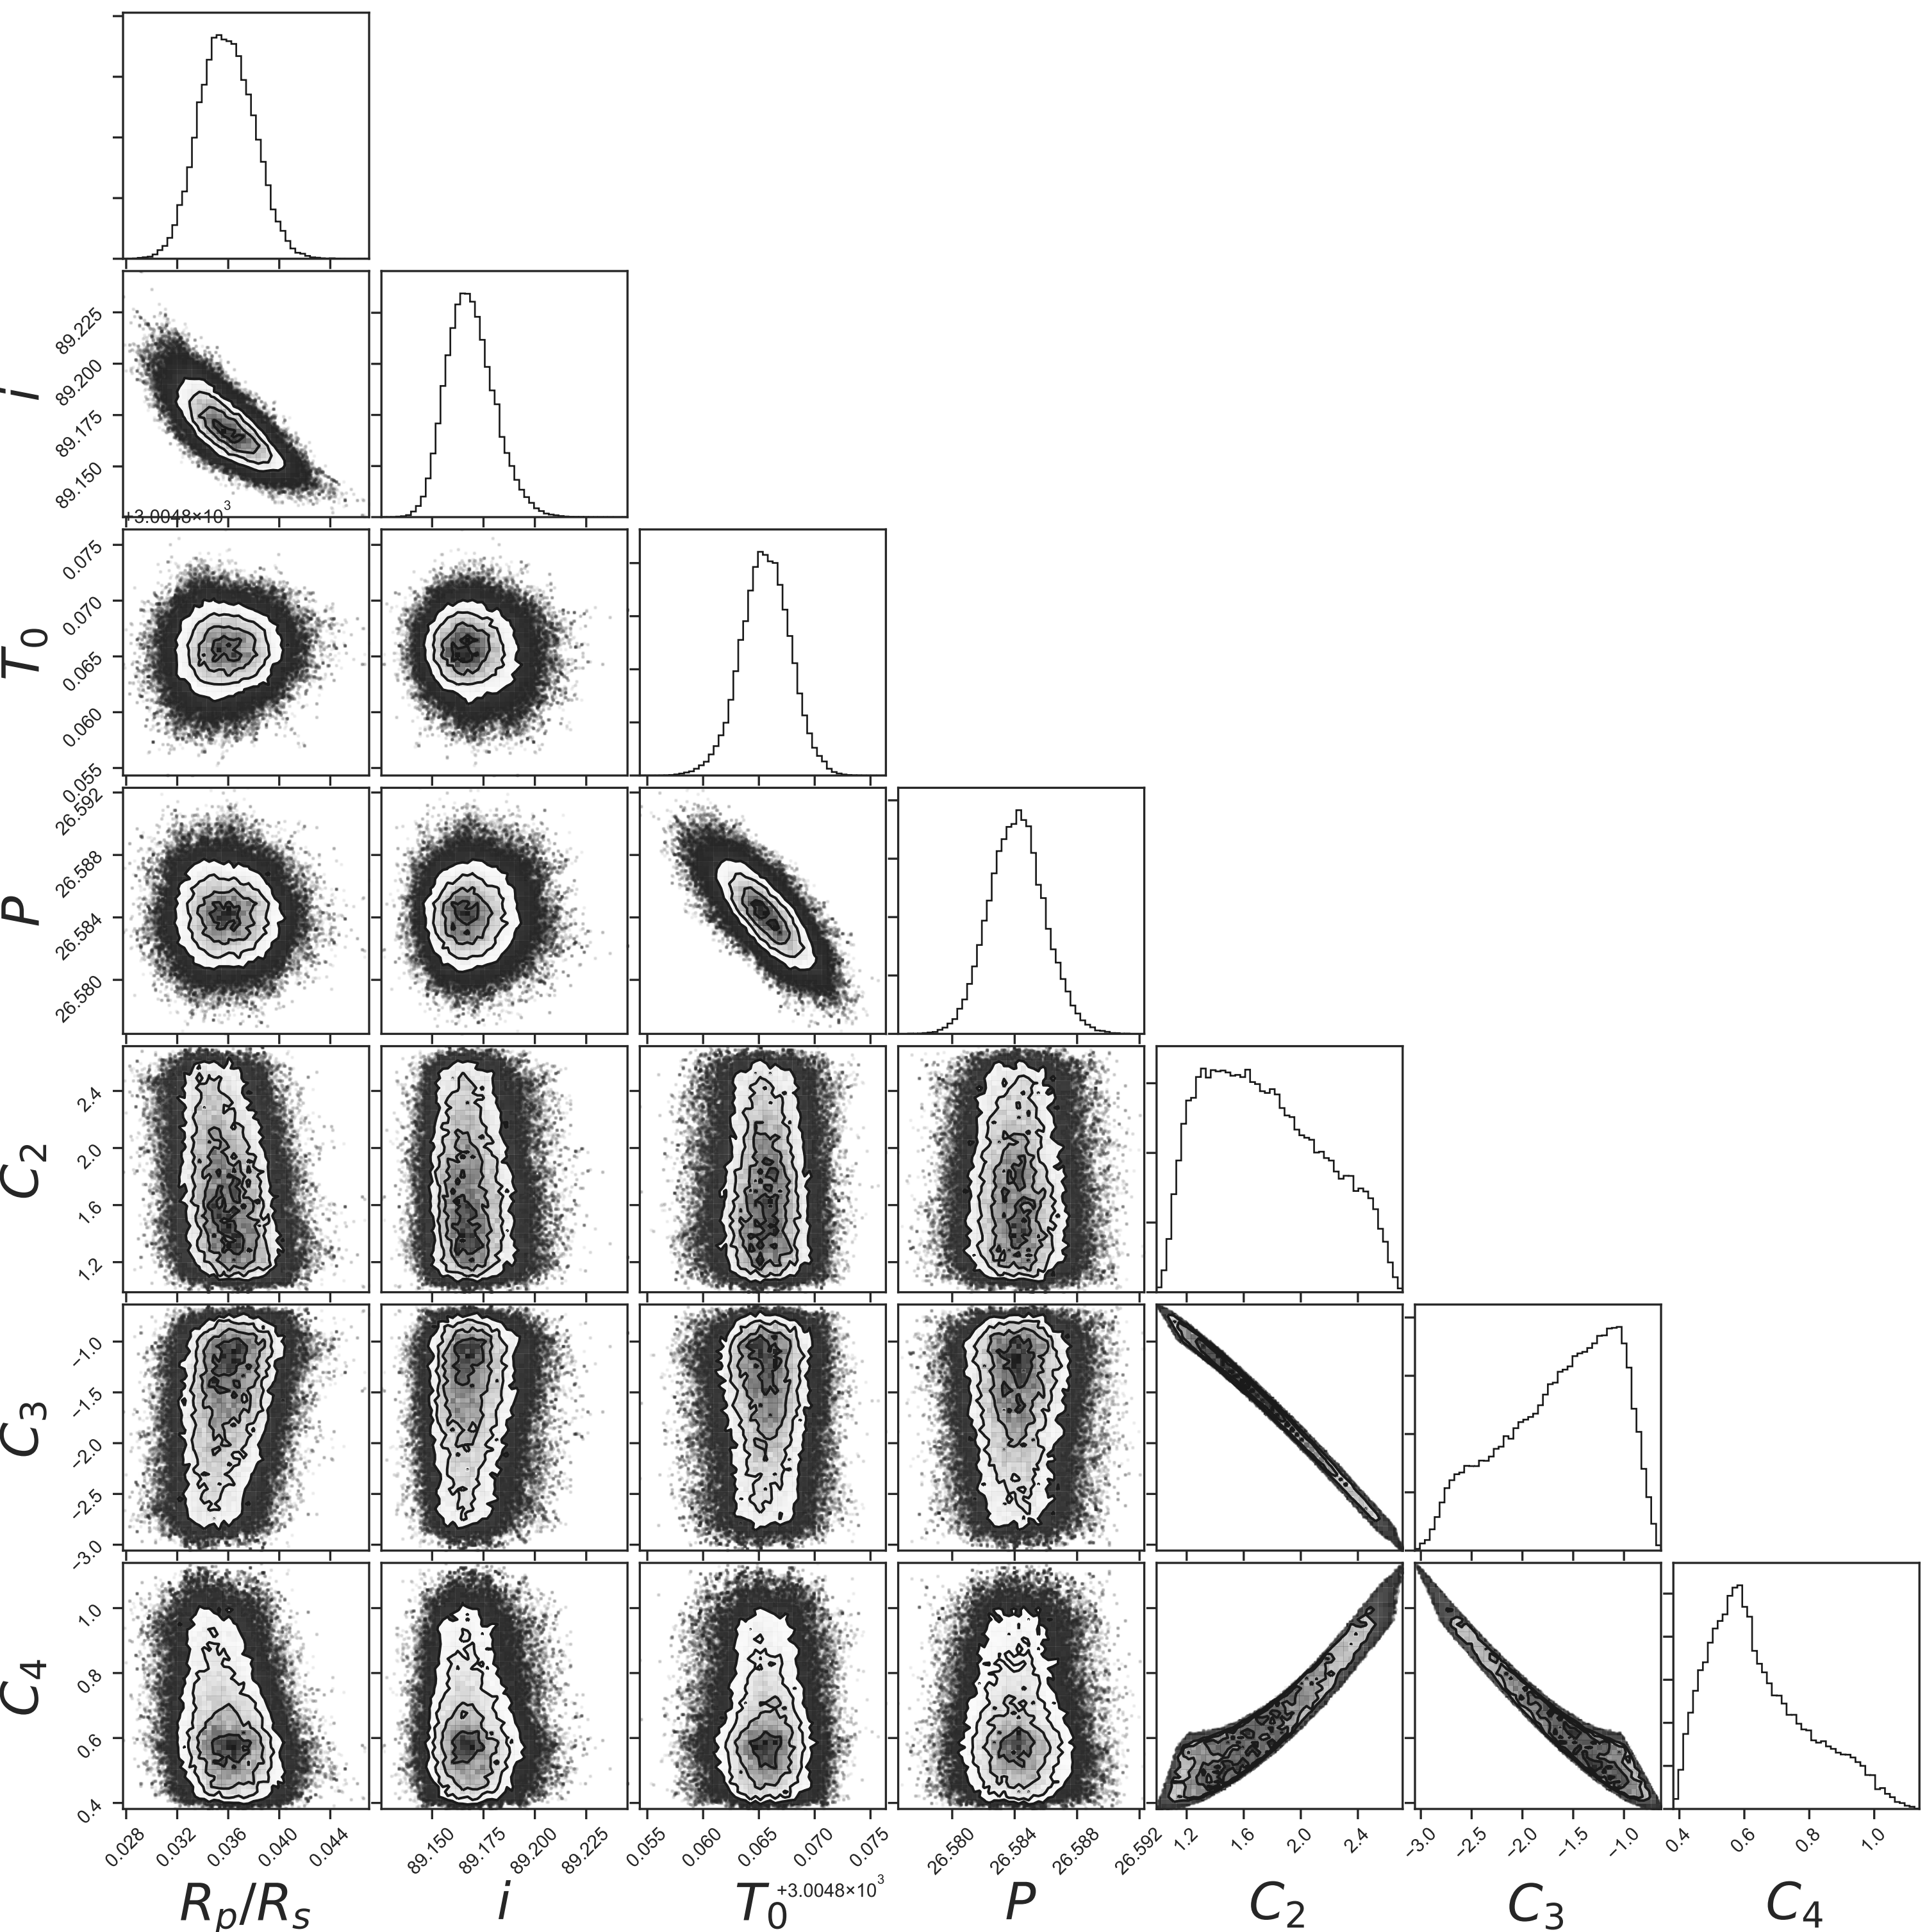 i
89.225
89.200
89.175
89.150
+3.0048×10³
T₀
0.075
0.070
0.065
0.060
0.055
P
26.592
26.588
26.584
26.580
C₂
2.4
2.0
1.6
1.2
C₃
−1.0
−1.5
−2.0
−2.5
−3.0
C₄
1.0
0.8
0.6
0.4
0.028 0.032 0.036 0.040 0.044
89.150 89.175 89.200 89.225
0.055 0.060 0.065 0.070 0.075
26.580 26.584 26.588 26.592
1.2 1.6 2.0 2.4
−3.0 −2.5 −2.0 −1.5 −1.0
0.4 0.6 0.8 1.0
+3.0048×10³
Rₚ/Rₛ i T₀ P C₂ C₃ C₄